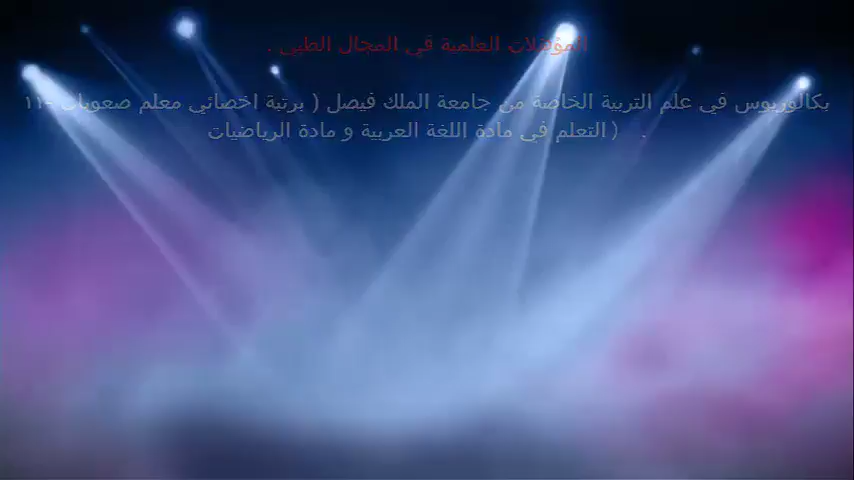 المؤهلات العلمية في المجال الطبي .
بكالوريوس في علم التربية الخاصة من جامعة الملك فيصل ( برتبة اخصائي معلم صعوبات -١١
التعلم في مادة اللغة العربية و مادة الرياضيات ) .